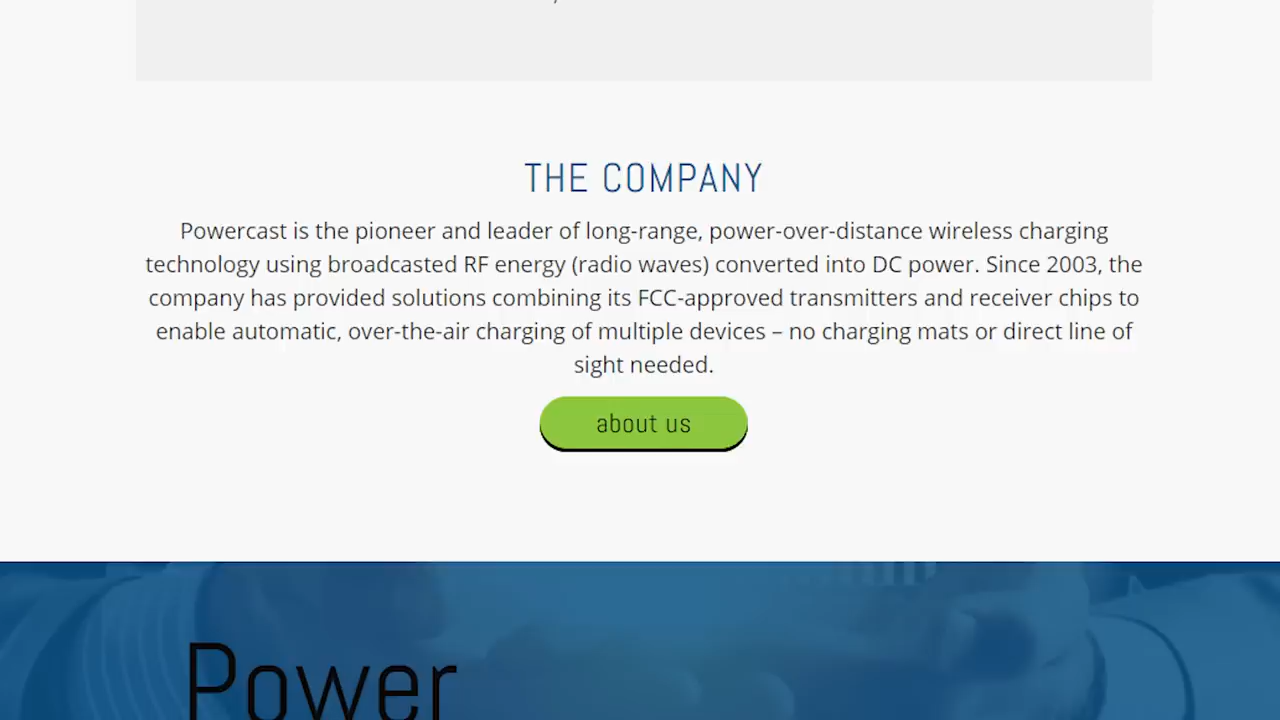 THE COMPANY
Powercast is the pioneer and leader of long-range, power-over-distance wireless charging
technology using broadcasted RF energy (radio waves) converted into DC power. Since 2003, the
company has provided solutions combining its FCC-approved transmitters and receiver chips to
enable automatic, over-the-air charging of multiple devices – no charging mats or direct line of
sight needed.
about us
Power